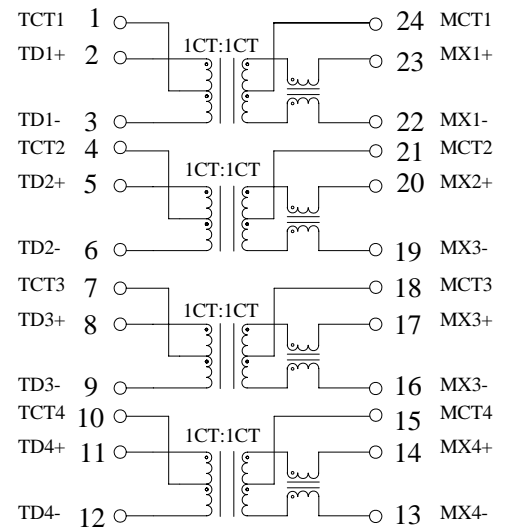 TCT1 1 24 MCT1
1CT:1CT
TD1+ 2 23 MX1+
TD1- 3 22 MX1-
TCT2 4 21 MCT2
1CT:1CT
TD2+ 5 20 MX2+
TD2- 6 19 MX3-
TCT3 7 18 MCT3
1CT:1CT
TD3+ 8 17 MX3+
TD3- 9 16 MX3-
TCT4 10 15 MCT4
1CT:1CT
TD4+ 11 14 MX4+
TD4- 12 13 MX4-